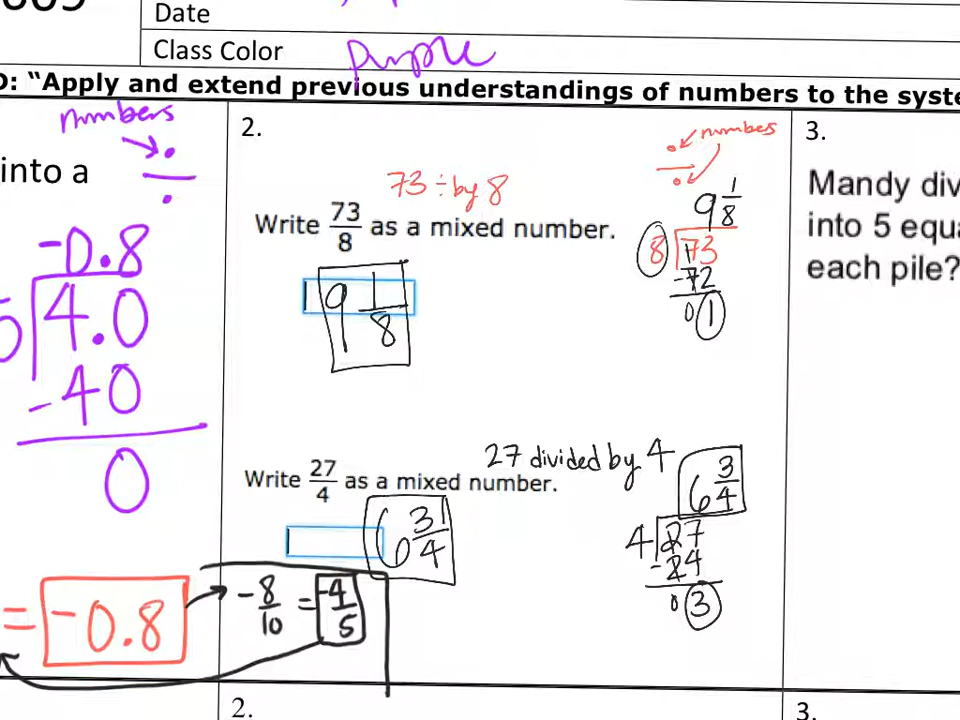 Date
Class Color purple
D: “Apply and extend previous understandings of numbers to the syste
numbers
into a
-0.8
4.0
-40
0
= -0.8
2.
73 ÷ by 8
Write 73/8 as a mixed number.
9 1/8
numbers
9 1/8
8 73
-72
0 1
27 divided by 4
Write 27/4 as a mixed number.
6 3/4
6 3/4
4 27
-24
0 3
-8/10 = -4/5
3.
Mandy div
into 5 equa
each pile?
2.
3.